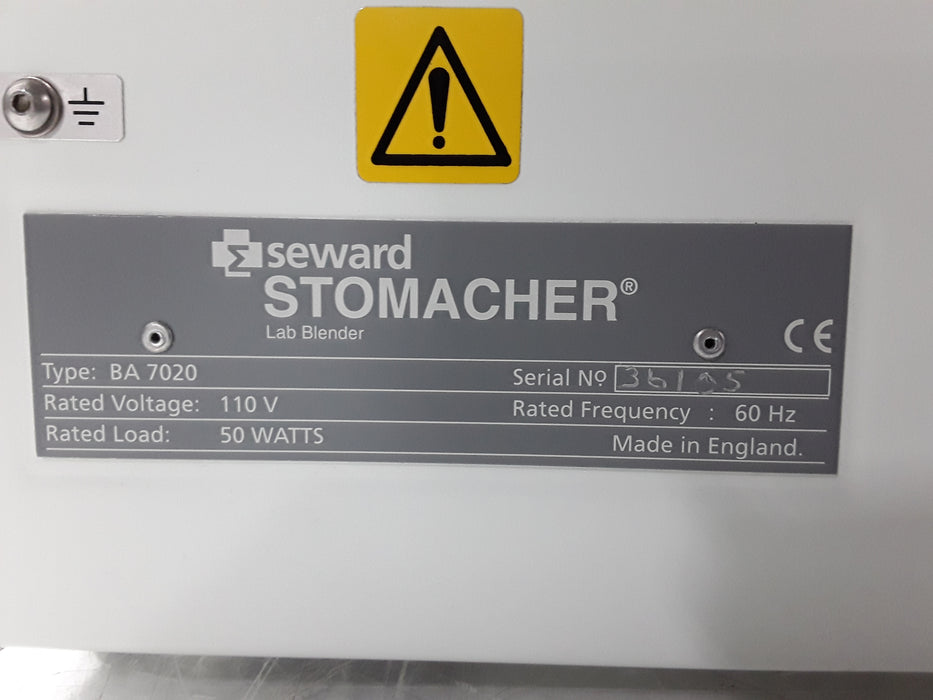 seward
STOMACHER®
Lab Blender
CE
Type: BA 7020
Serial Nº
Rated Voltage: 110 V
Rated Frequency : 60 Hz
Rated Load: 50 WATTS
Made in England.